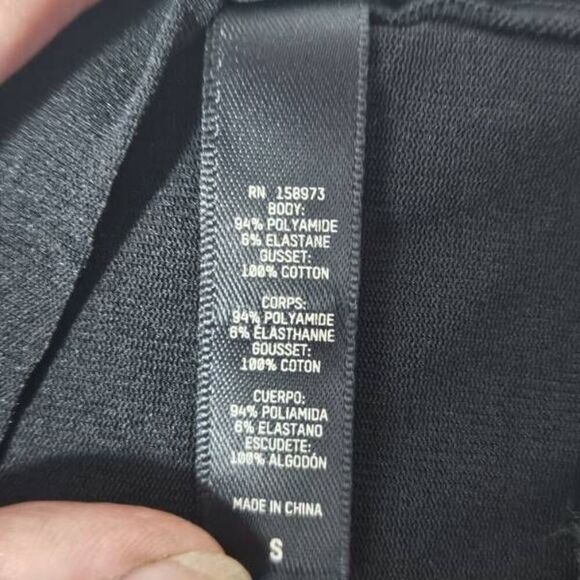 RN 158973
BODY:
94% POLYAMIDE
6% ELASTANE
GUSSET:
100% COTTON
CORPS:
94% POLYAMIDE
6% ÉLASTHANNE
GOUSSET:
100% COTON
CUERPO:
94% POLIAMIDA
6% ELASTANO
ESCUDETE:
100% ALGODÓN
MADE IN CHINA
S